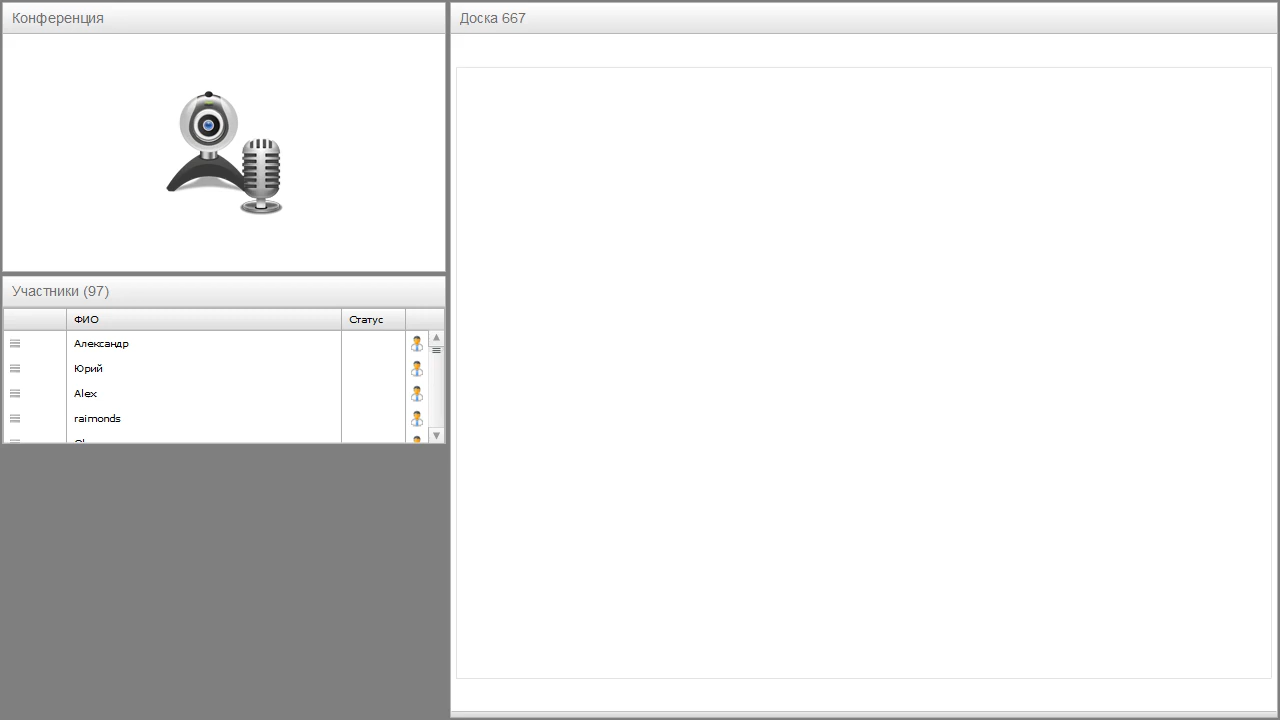 Конференция
Доска 667
Участники (97)
ФИО Статус
Александр
Юрий
Alex
raimonds